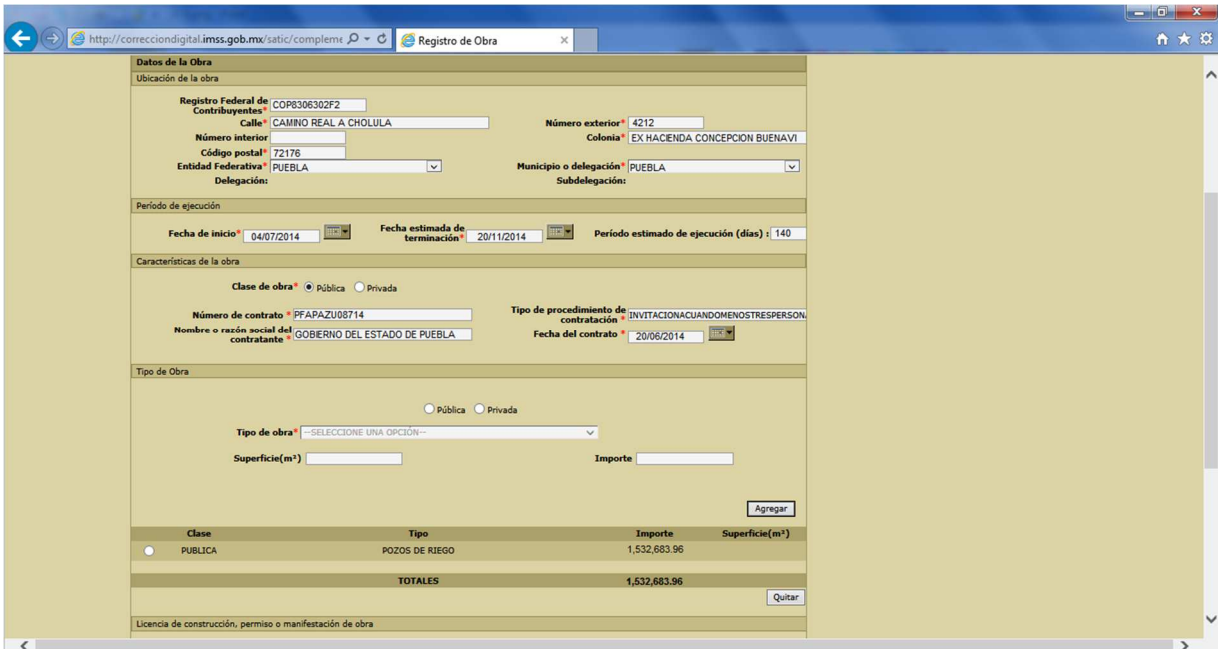 http://correcciondigital.imss.gob.mx/satic/compleme
Registro de Obra
Datos de la Obra
Ubicación de la obra
Registro Federal de Contribuyentes* COP8306302F2
Calle* CAMINO REAL A CHOLULA Número exterior* 4212
Número interior Colonia* EX HACIENDA CONCEPCION BUENAVI
Código postal* 72176
Entidad Federativa* PUEBLA Municipio o delegación* PUEBLA
Delegación: Subdelegación:
Período de ejecución
Fecha de inicio* 04/07/2014 Fecha estimada de terminación* 20/11/2014 Período estimado de ejecución (días) : 140
Características de la obra
Clase de obra* Pública Privada
Número de contrato * PFAPAZU08714 Tipo de procedimiento de contratación * INVITACIONACUANDOMENOSTRESPERSON
Nombre o razón social del contratante * GOBIERNO DEL ESTADO DE PUEBLA Fecha del contrato * 20/06/2014
Tipo de Obra
Pública Privada
Tipo de obra* --SELECCIONE UNA OPCIÓN--
Superficie(m²) Importe
Agregar
Clase Tipo Importe Superficie(m²)
PUBLICA POZOS DE RIEGO 1,532,683.96
TOTALES 1,532,683.96
Quitar
Licencia de construcción, permiso o manifestación de obra